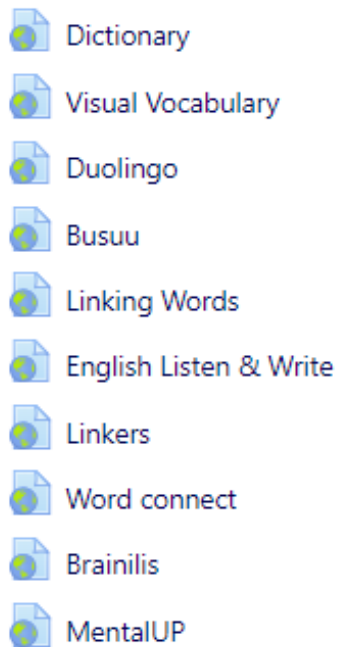 Dictionary
Visual Vocabulary
Duolingo
Busuu
Linking Words
English Listen & Write
Linkers
Word connect
Brainilis
MentalUP